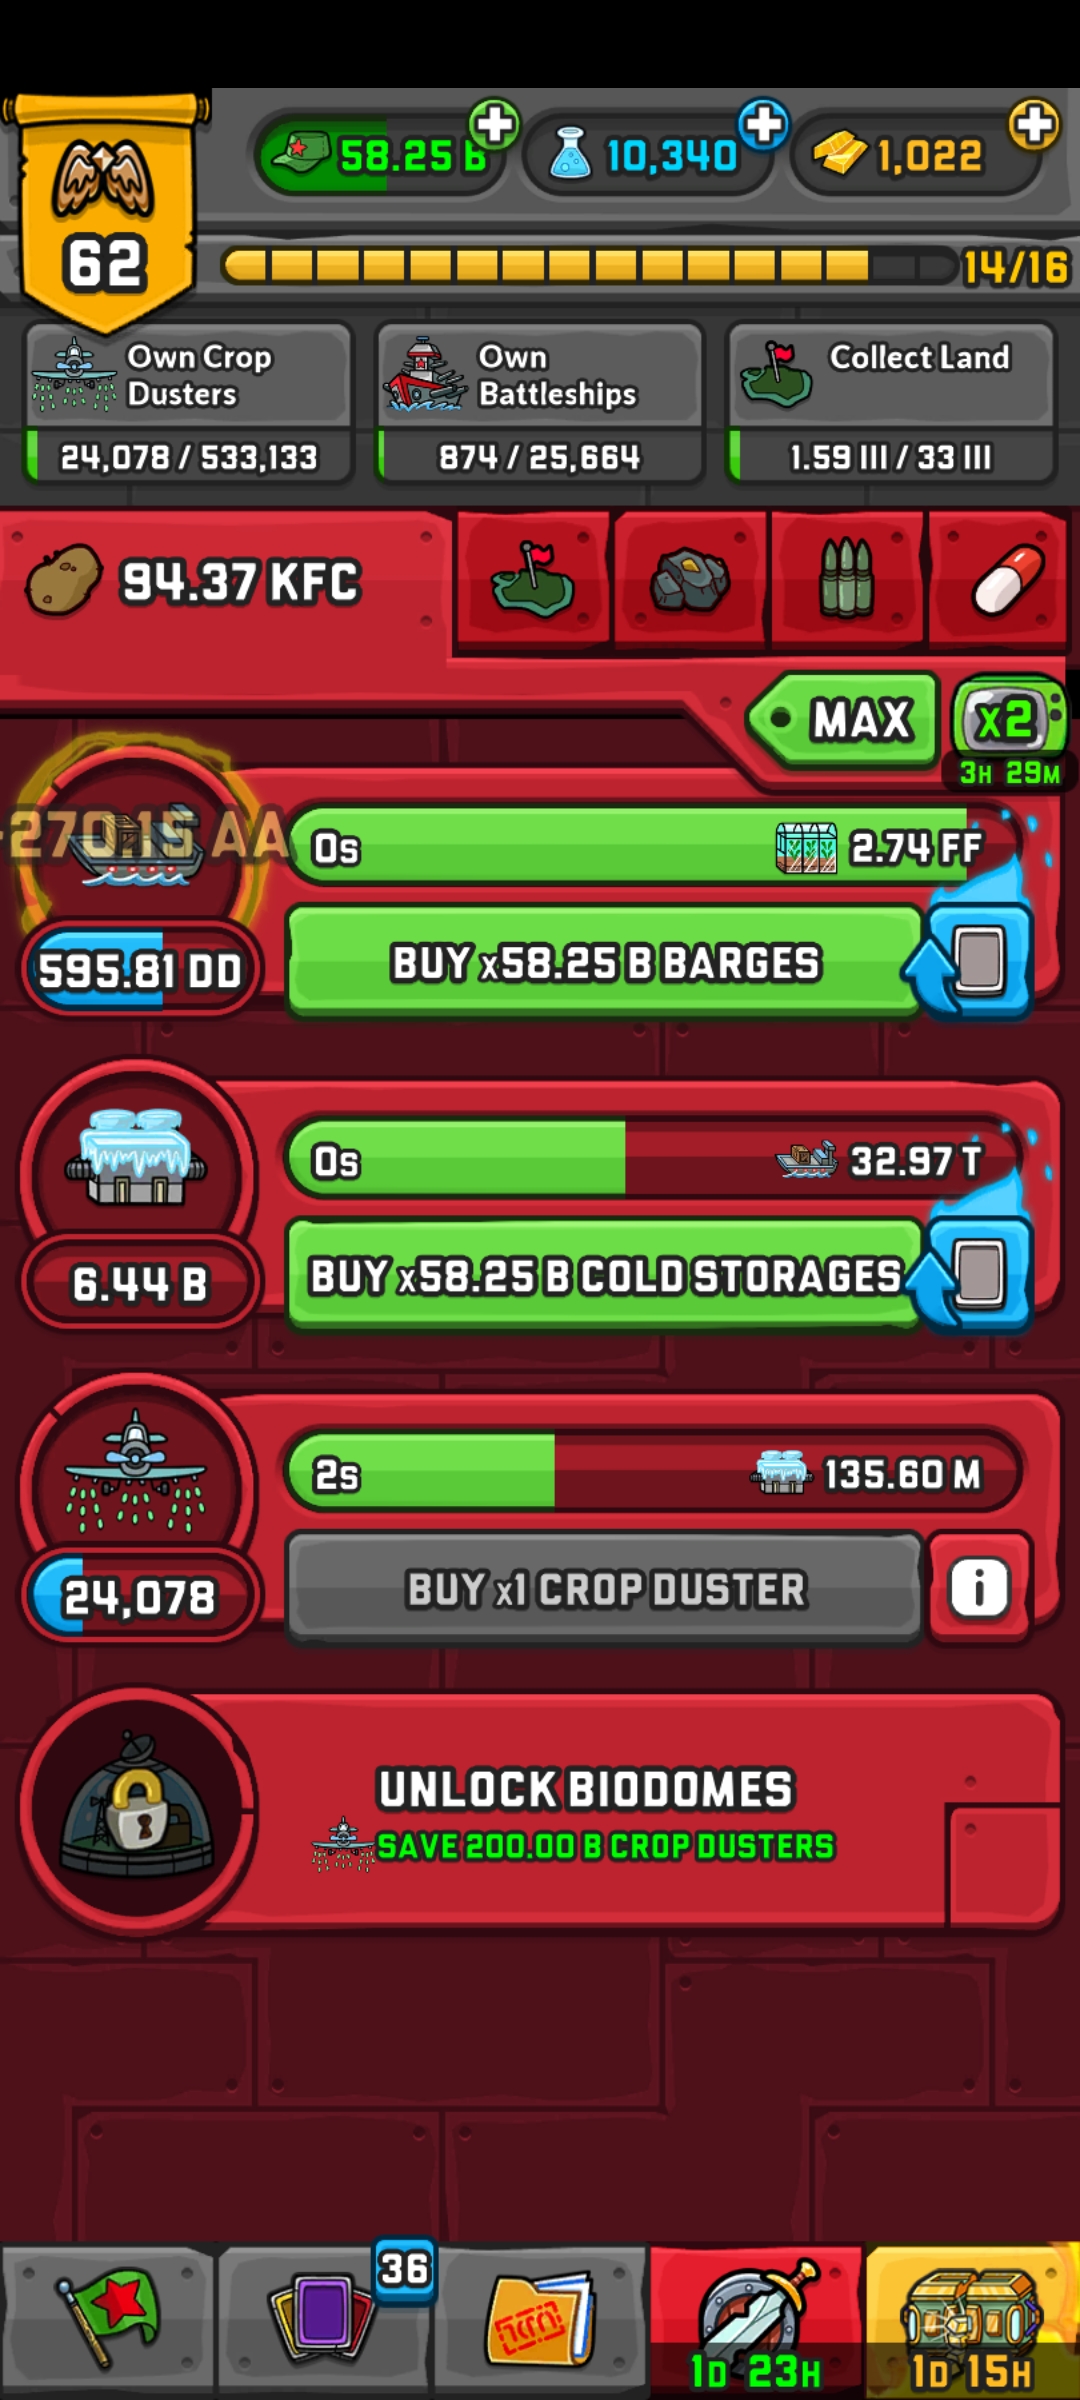 62
58.25 B
10,340
1,022
14/16
Own Crop
Dusters
24,078 / 533,133
Own
Battleships
874 / 25,664
Collect Land
1.59 III / 33 III
94.37 KFC
MAX
x2
3H 29M
-270.15 AA
0s
2.74 FF
595.81 DD
BUY x58.25 B BARGES
0s
32.97 T
6.44 B
BUY x58.25 B COLD STORAGES
2s
135.60 M
24,078
BUY x1 CROP DUSTER
i
UNLOCK BIODOMES
SAVE 200.00 B CROP DUSTERS
36
1D 23H
1D 15H